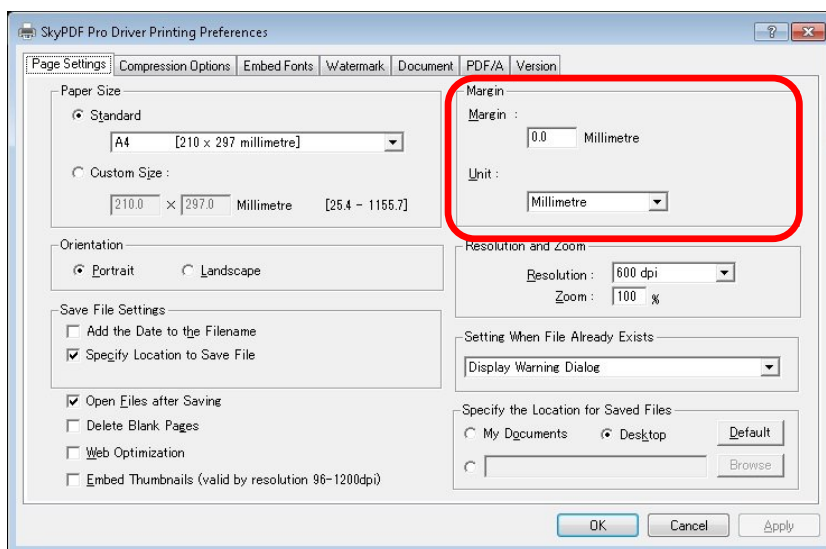 SkyPDF Pro Driver Printing Preferences
Page Settings Compression Options Embed Fonts Watermark Document PDF/A Version
Paper Size
Standard
A4 [210 x 297 millimetre]
Custom Size :
210.0 × 297.0 Millimetre [25.4 - 1155.7]
Orientation
Portrait Landscape
Save File Settings
Add the Date to the Filename
Specify Location to Save File
Open Files after Saving
Delete Blank Pages
Web Optimization
Embed Thumbnails (valid by resolution 96-1200dpi)
Margin
Margin :
0.0 Millimetre
Unit :
Millimetre
Resolution and Zoom
Resolution : 600 dpi
Zoom : 100 %
Setting When File Already Exists
Display Warning Dialog
Specify the Location for Saved Files
My Documents Desktop Default
Browse
OK Cancel Apply